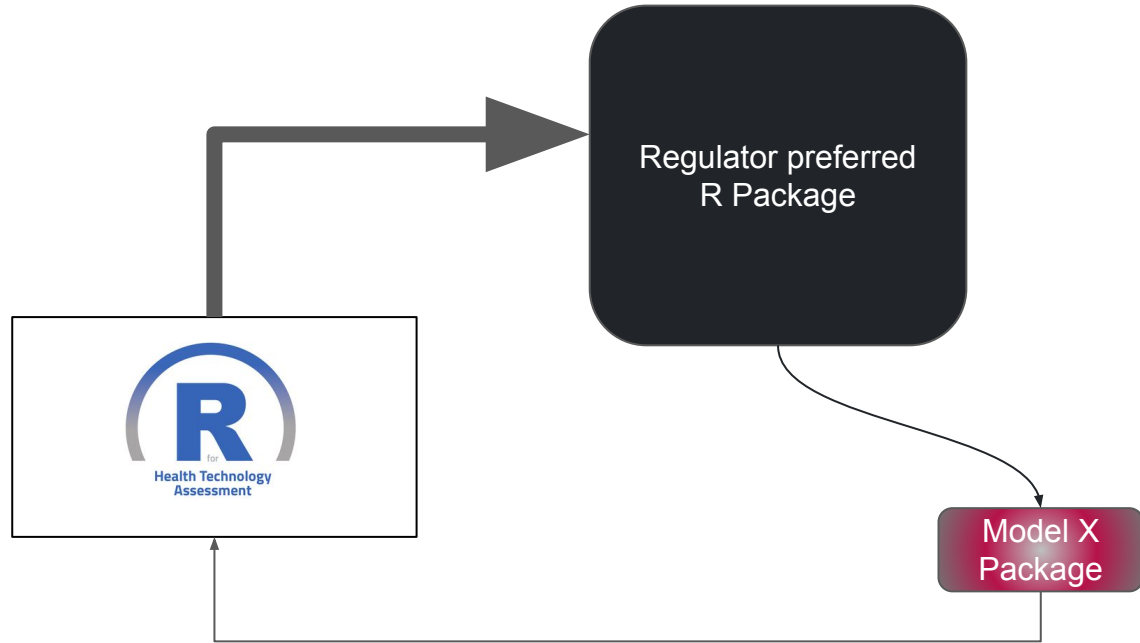 Regulator preferred
R Package
R
for
Health Technology
Assessment
Model X
Package